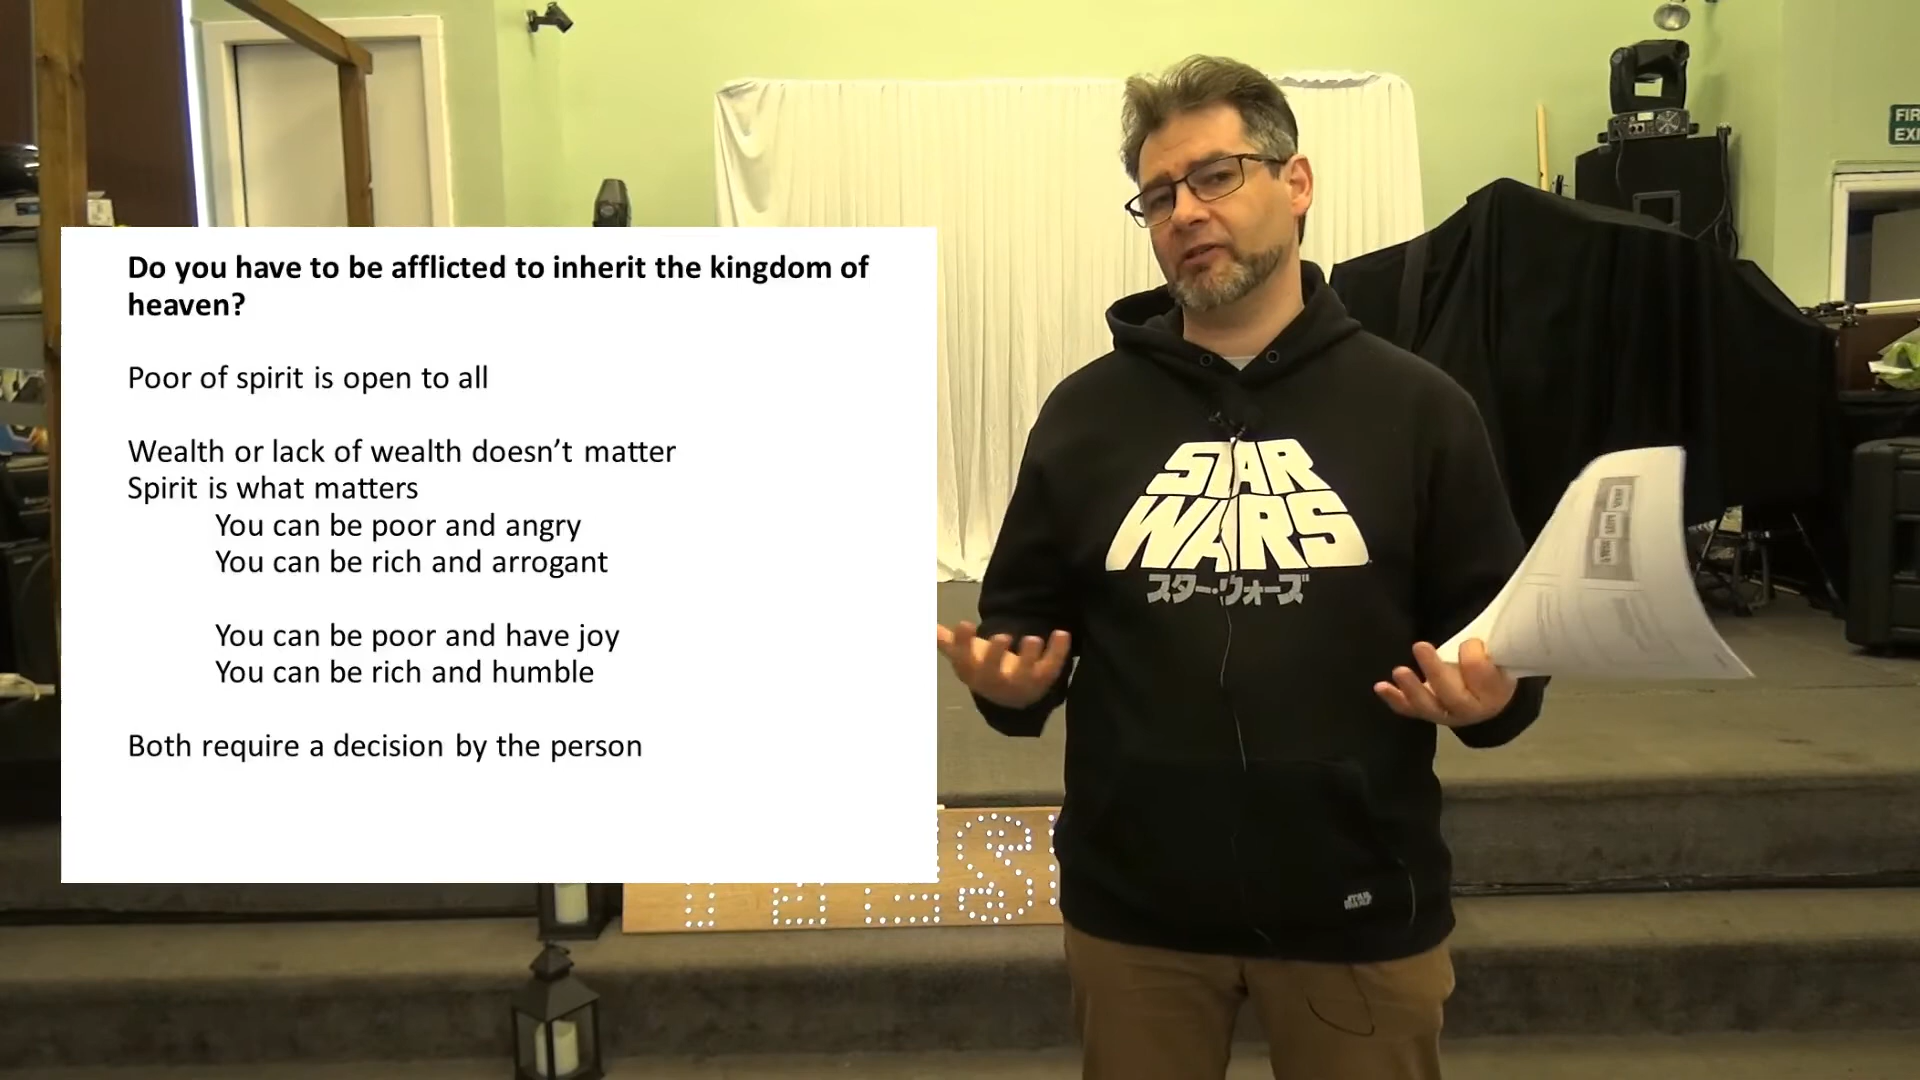 Do you have to be afflicted to inherit the kingdom of
heaven?
Poor of spirit is open to all
Wealth or lack of wealth doesn’t matter
Spirit is what matters
You can be poor and angry
You can be rich and arrogant
You can be poor and have joy
You can be rich and humble
Both require a decision by the person
STAR
WARS
スター・ウォーズ
STAR
WARS